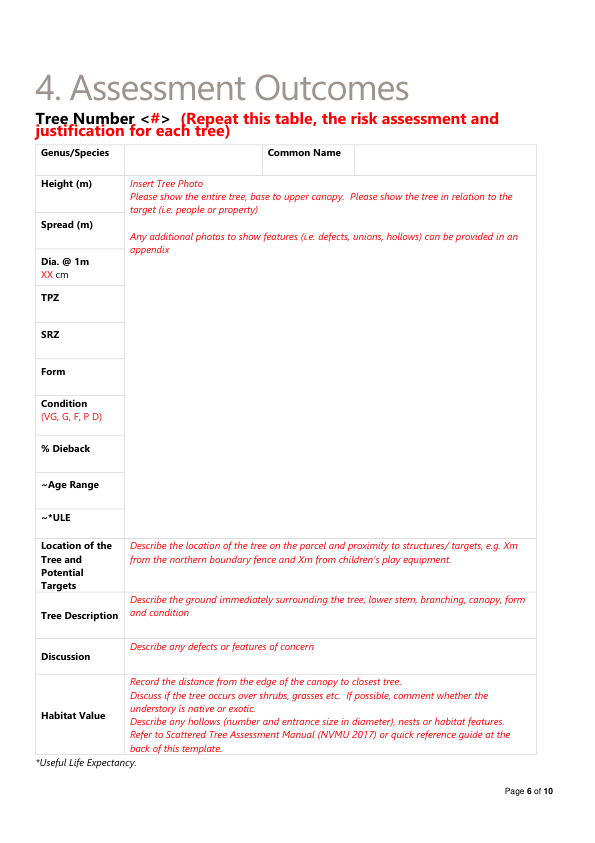 4. Assessment Outcomes
Tree Number <#> (Repeat this table, the risk assessment and
justification for each tree)
Genus/Species
Common Name
Height (m)
Insert Tree Photo
Please show the entire tree, base to upper canopy. Please show the tree in relation to the
target (i.e. people or property)
Spread (m)
Any additional photos to show features (i.e. defects, unions, hollows) can be provided in an
appendix
Dia. @ 1m
XX cm
TPZ
SRZ
Form
Condition
(VG, G, F, P D)
% Dieback
~Age Range
~*ULE
Location of the
Tree and
Potential
Targets
Describe the location of the tree on the parcel and proximity to structures/ targets, e.g. Xm
from the northern boundary fence and Xm from children's play equipment.
Tree Description
Describe the ground immediately surrounding the tree, lower stem, branching, canopy, form
and condition
Discussion
Describe any defects or features of concern
Habitat Value
Record the distance from the edge of the canopy to closest tree.
Discuss if the tree occurs over shrubs, grasses etc. If possible, comment whether the
understory is native or exotic.
Describe any hollows (number and entrance size in diameter), nests or habitat features.
Refer to Scattered Tree Assessment Manual (NVMU 2017) or quick reference guide at the
back of this template.
*Useful Life Expectancy.
Page 6 of 10